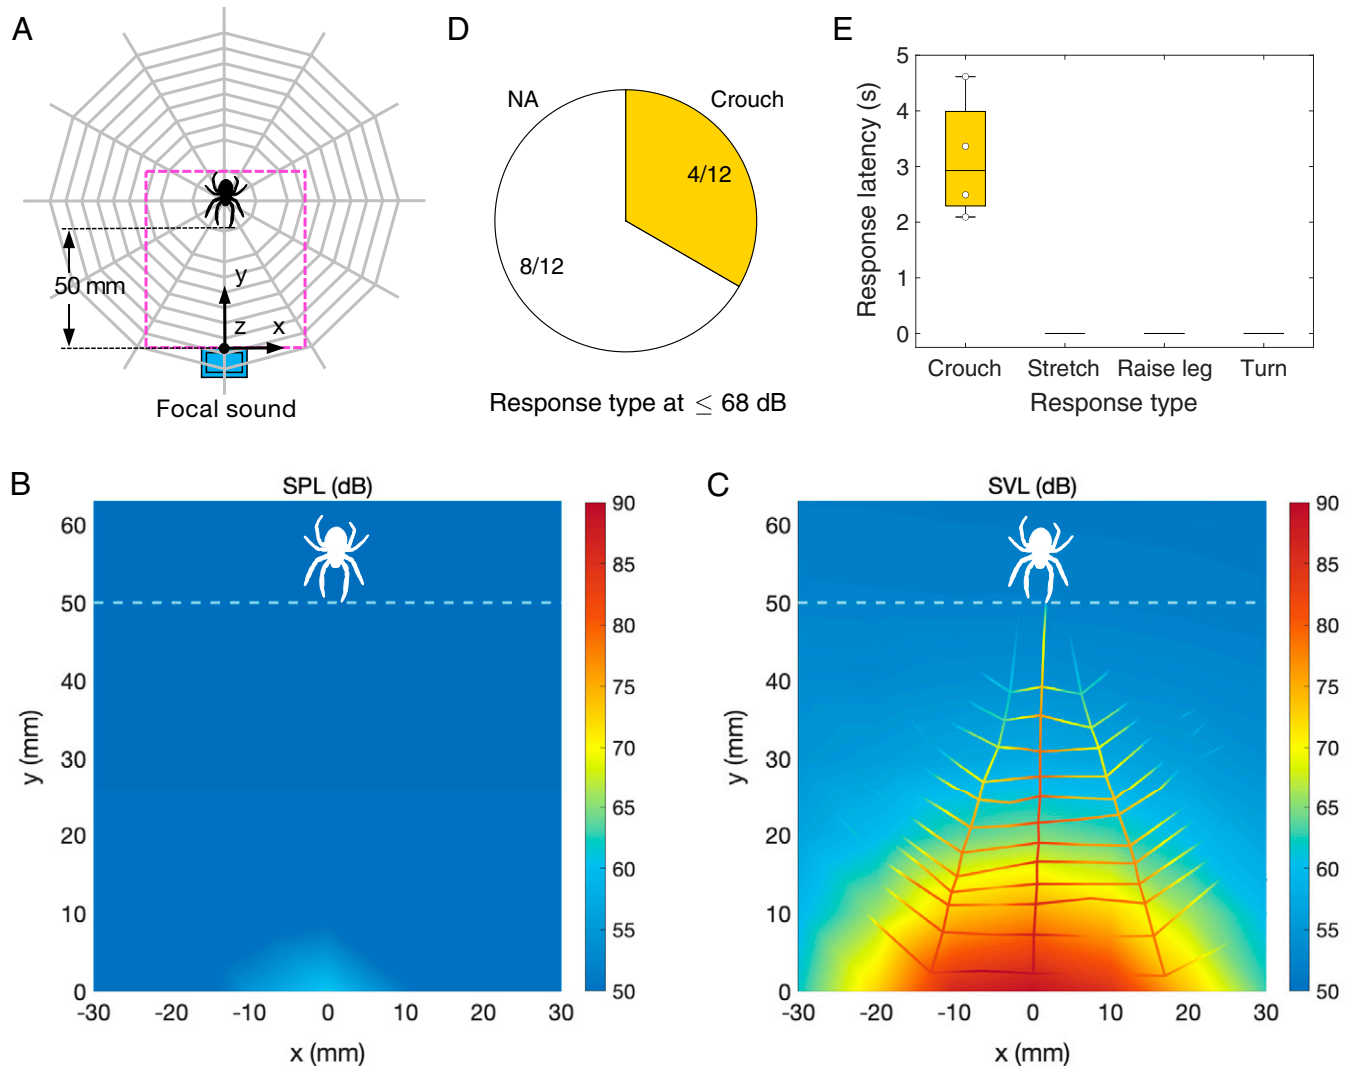 A
50 mm
y
z
x
Focal sound
D
NA
Crouch
4/12
8/12
Response type at ≤ 68 dB
E
Response latency (s)
5
4
3
2
1
0
Crouch Stretch Raise leg Turn
Response type
B
SPL (dB)
y (mm)
60
50
40
30
20
10
0
-30 -20 -10 0 10 20 30
x (mm)
90
85
80
75
70
65
60
55
50
C
SVL (dB)
y (mm)
60
50
40
30
20
10
0
-30 -20 -10 0 10 20 30
x (mm)
90
85
80
75
70
65
60
55
50